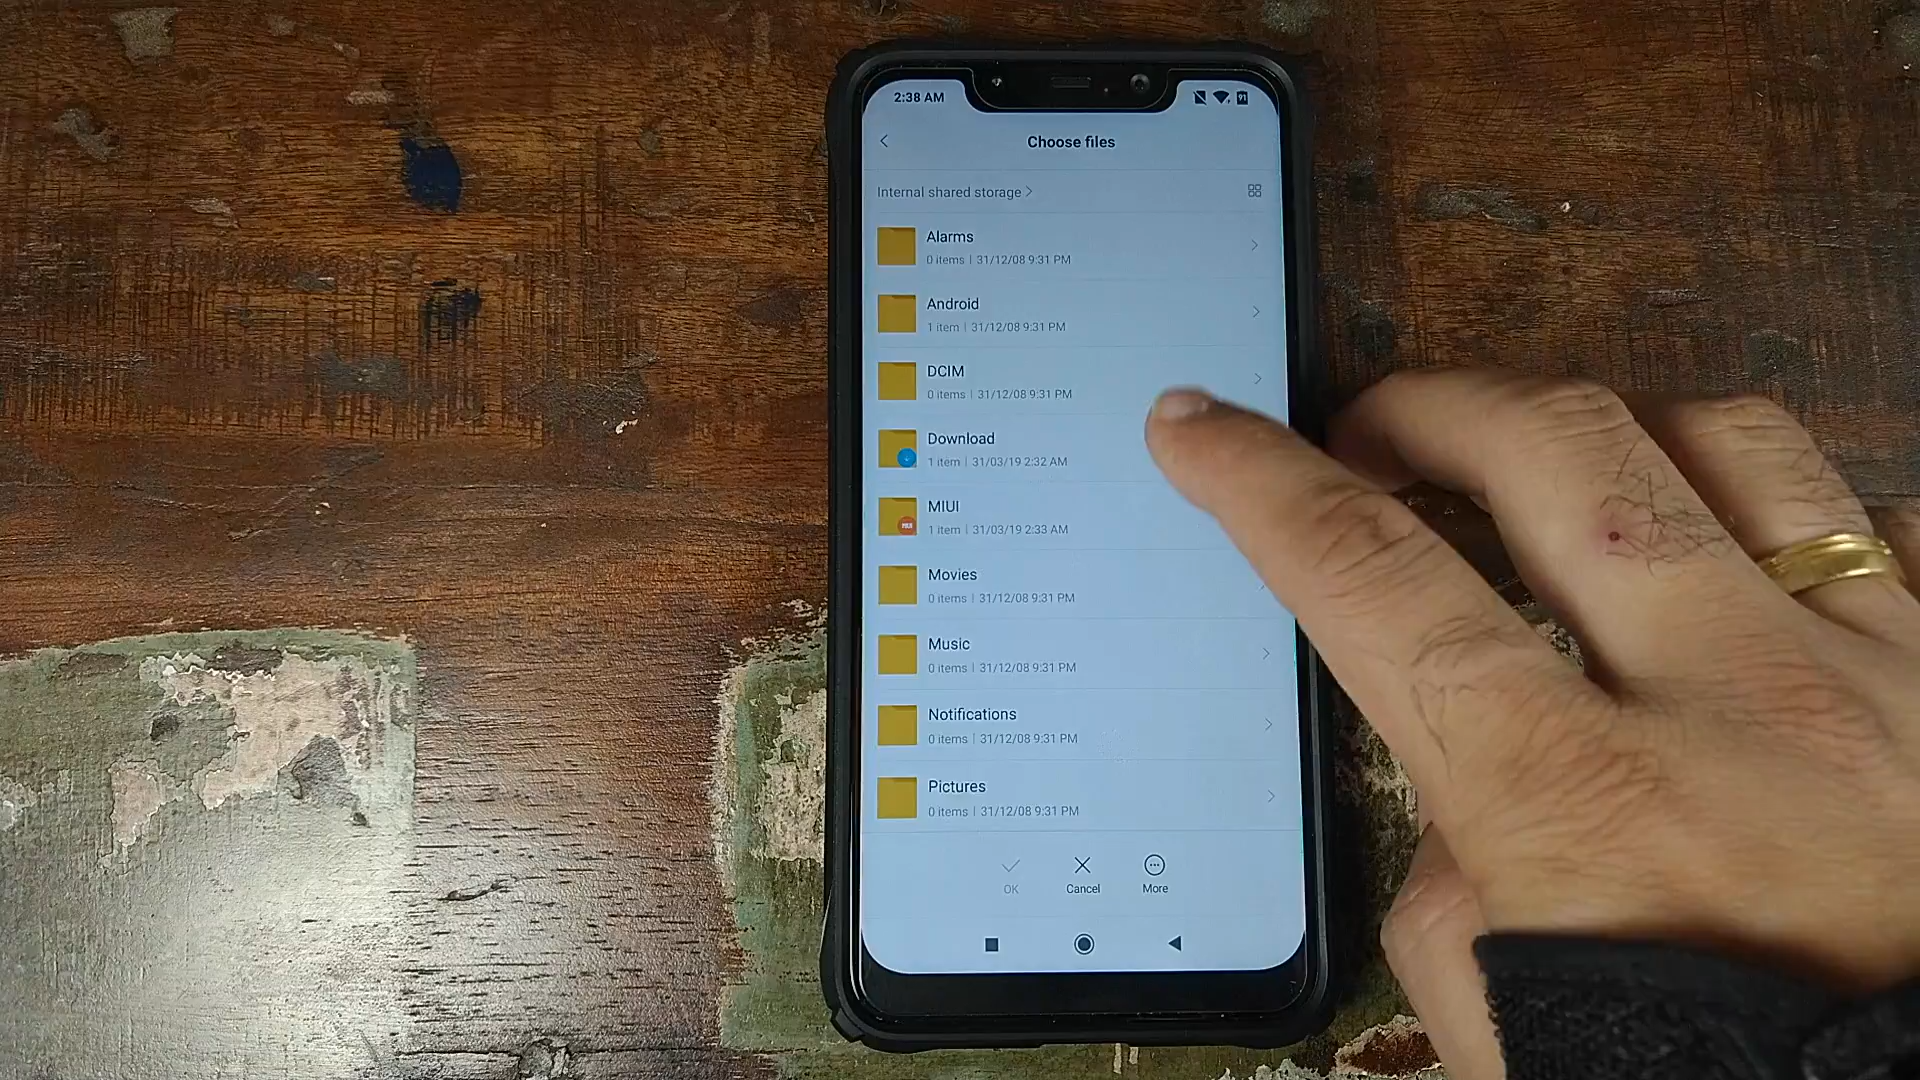 2:38 AM
91
Choose files
Internal shared storage >
Alarms
0 items | 31/12/08 9:31 PM
Android
1 item | 31/12/08 9:31 PM
DCIM
0 items | 31/12/08 9:31 PM
Download
1 item | 31/03/19 2:32 AM
MIUI
1 item | 31/03/19 2:33 AM
Movies
0 items | 31/12/08 9:31 PM
Music
0 items | 31/12/08 9:31 PM
Notifications
0 items | 31/12/08 9:31 PM
Pictures
0 items | 31/12/08 9:31 PM
OK
Cancel
More